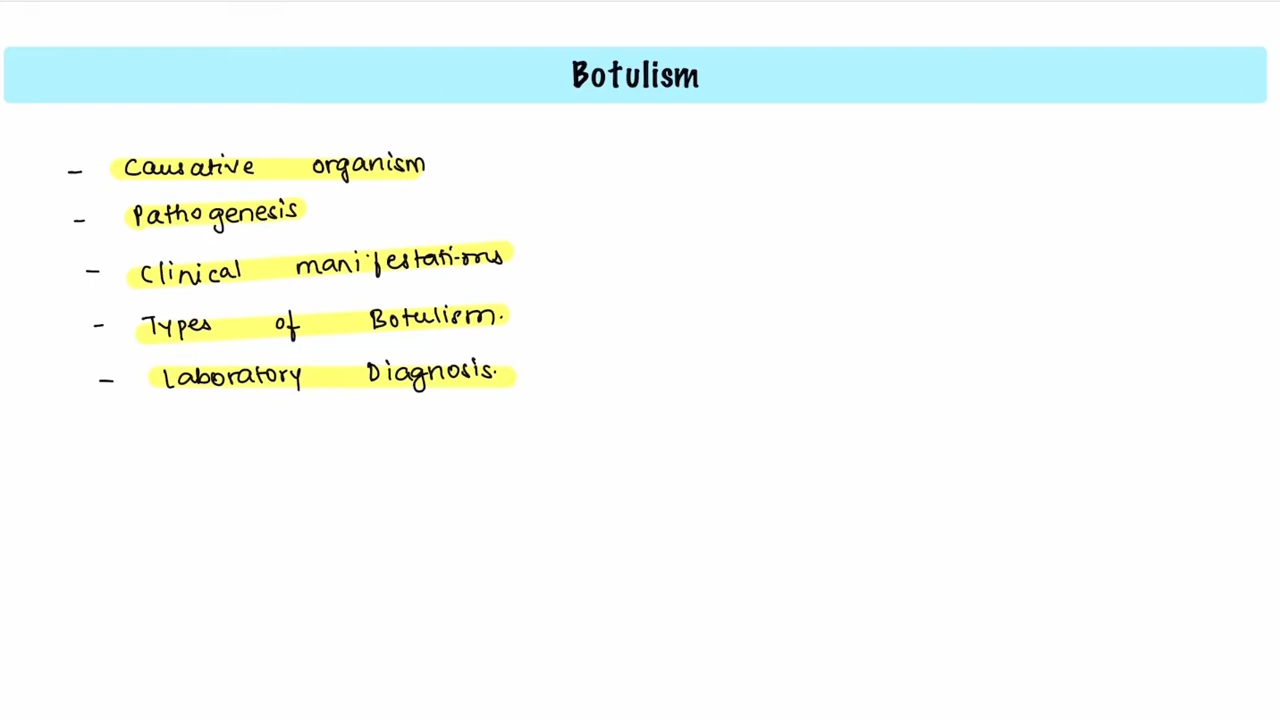 Botulism
- Causative organism
- Pathogenesis
- Clinical manifestations
- Types of Botulism.
- Laboratory Diagnosis.